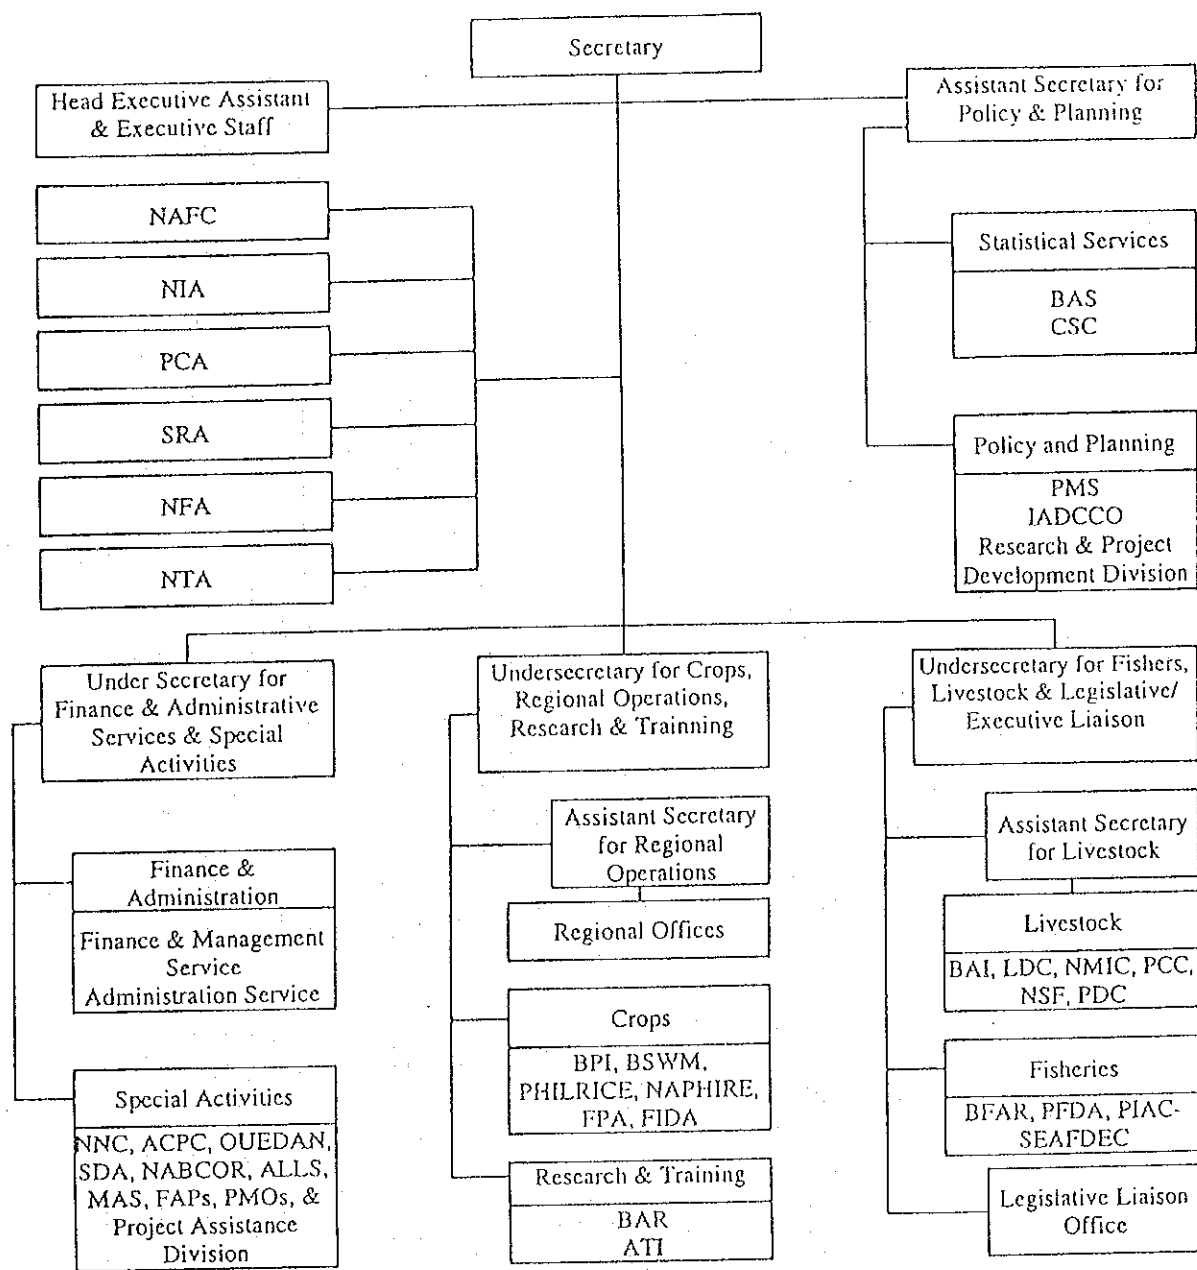 Secretary
Head Executive Assistant
& Executive Staff
Assistant Secretary for
Policy & Planning
NAFC
NIA
PCA
SRA
NFA
NTA
Statistical Services
BAS
CSC
Policy and Planning
PMS
IADCCO
Research & Project
Development Division
Under Secretary for
Finance & Administrative
Services & Special
Activities
Finance &
Administration
Finance & Management
Service
Administration Service
Special Activities
NNC, ACPC, OUEDAN,
SDA, NABCOR, ALLS,
MAS, FAPs, PMOs, &
Project Assistance
Division
Undersecretary for Crops,
Regional Operations,
Research & Trainning
Assistant Secretary
for Regional
Operations
Regional Offices
Crops
BPI, BSWM,
PHILRICE, NAPHIRE,
FPA, FIDA
Research & Training
BAR
ATI
Undersecretary for Fishers,
Livestock & Legislative/
Executive Liaison
Assistant Secretary
for Livestock
Livestock
BAI, LDC, NMIC, PCC,
NSF, PDC
Fisheries
BFAR, PFDA, PIAC-
SEAFDEC
Legislative Liaison
Office